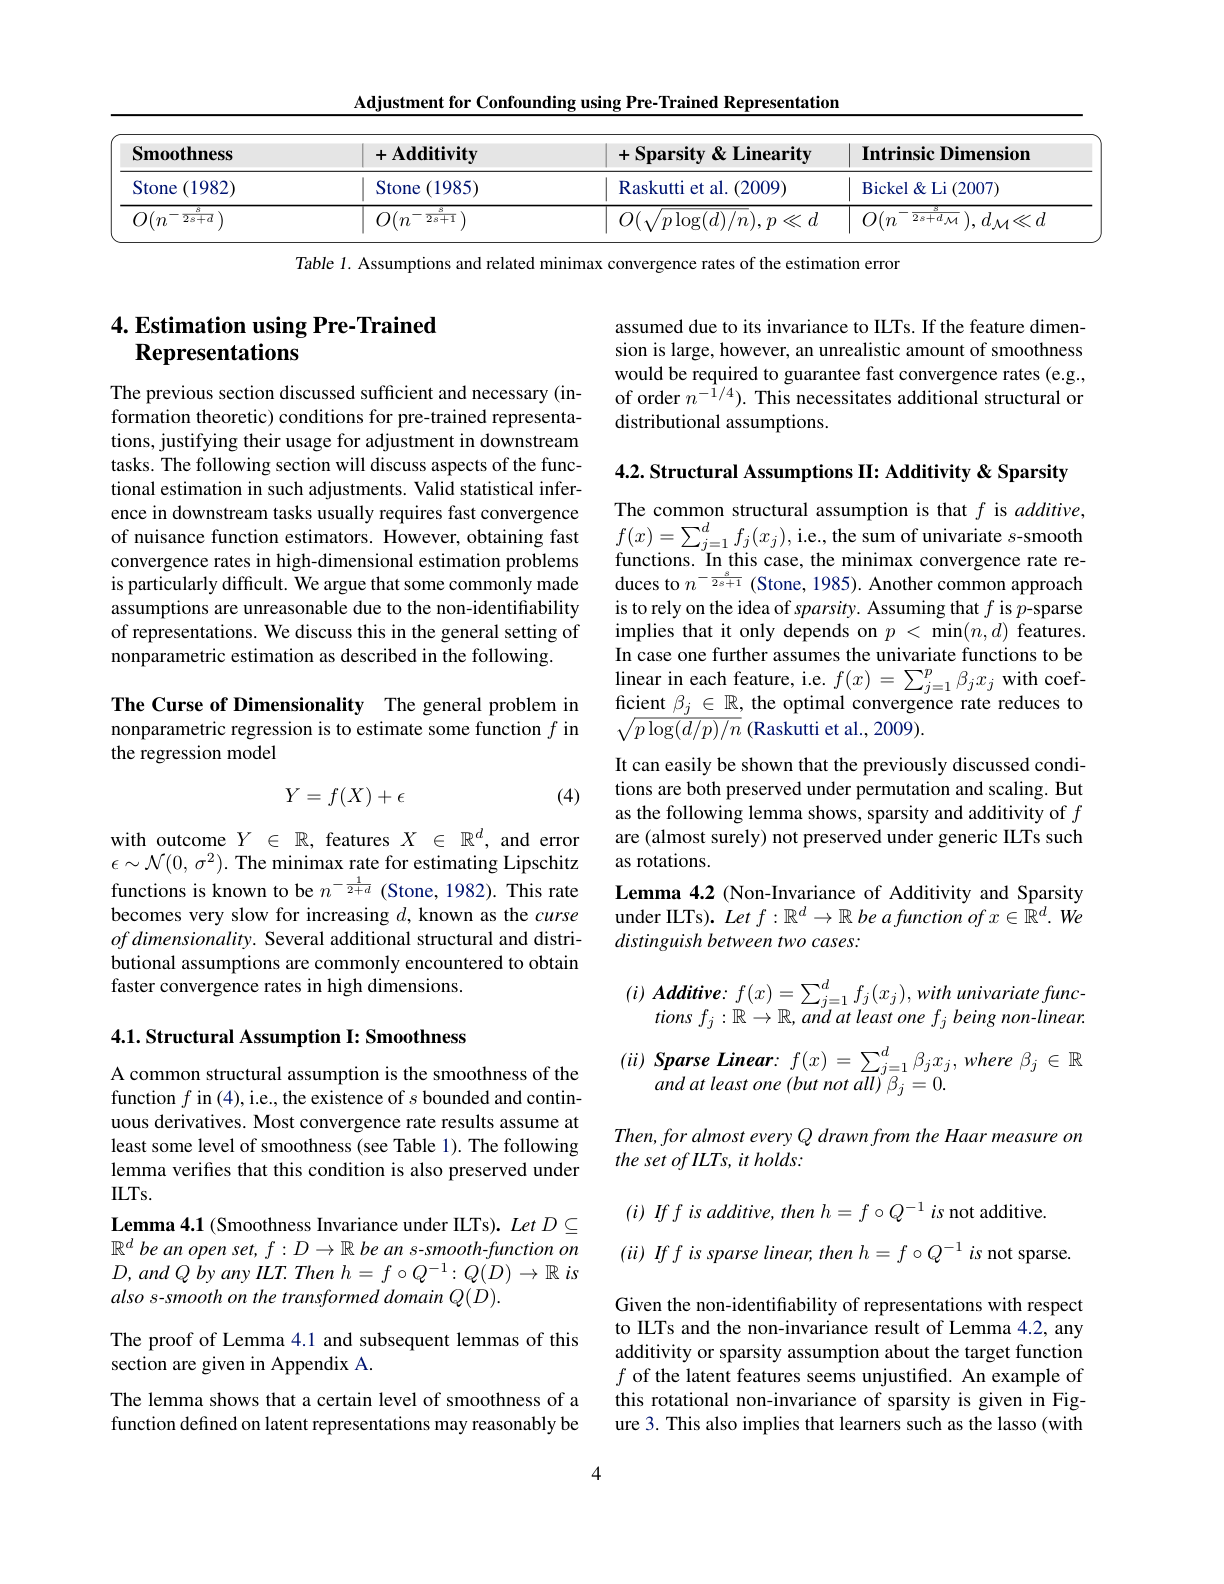 Adjustment for Confounding using Pre-Trained Representation
Smoothness + Additivity + Sparsity & Linearity Intrinsic Dimension
Stone (1982) Stone (1985) Raskutti et al. (2009) Bickel & Li (2007)
O(n^{-\frac{s}{2s+d}}) O(n^{-\frac{s}{2s+1}}) O(\sqrt{p log(d)/n}), p ≪ d O(n^{-\frac{s}{2s+d_M}}), d_M ≪ d
Table 1. Assumptions and related minimax convergence rates of the estimation error
4. Estimation using Pre-Trained
Representations
The previous section discussed sufficient and necessary (in-
formation theoretic) conditions for pre-trained representa-
tions, justifying their usage for adjustment in downstream
tasks. The following section will discuss aspects of the func-
tional estimation in such adjustments. Valid statistical infer-
ence in downstream tasks usually requires fast convergence
of nuisance function estimators. However, obtaining fast
convergence rates in high-dimensional estimation problems
is particularly difficult. We argue that some commonly made
assumptions are unreasonable due to the non-identifiability
of representations. We discuss this in the general setting of
nonparametric estimation as described in the following.
The Curse of Dimensionality The general problem in
nonparametric regression is to estimate some function f in
the regression model
Y = f(X) + ϵ (4)
with outcome Y ∈ ℝ, features X ∈ ℝ^d, and error
ϵ ∼ 𝒩(0, σ²). The minimax rate for estimating Lipschitz
functions is known to be n^{-\frac{1}{2+d}} (Stone, 1982). This rate
becomes very slow for increasing d, known as the curse
of dimensionality. Several additional structural and distri-
butional assumptions are commonly encountered to obtain
faster convergence rates in high dimensions.
4.1. Structural Assumption I: Smoothness
A common structural assumption is the smoothness of the
function f in (4), i.e., the existence of s bounded and contin-
uous derivatives. Most convergence rate results assume at
least some level of smoothness (see Table 1). The following
lemma verifies that this condition is also preserved under
ILTs.
Lemma 4.1 (Smoothness Invariance under ILTs). Let D ⊆
ℝ^d be an open set, f : D → ℝ be an s-smooth-function on
D, and Q by any ILT. Then h = f ∘ Q^{-1}: Q(D) → ℝ is
also s-smooth on the transformed domain Q(D).
The proof of Lemma 4.1 and subsequent lemmas of this
section are given in Appendix A.
The lemma shows that a certain level of smoothness of a
function defined on latent representations may reasonably be
assumed due to its invariance to ILTs. If the feature dimen-
sion is large, however, an unrealistic amount of smoothness
would be required to guarantee fast convergence rates (e.g.,
of order n^{-1/4}). This necessitates additional structural or
distributional assumptions.
4.2. Structural Assumptions II: Additivity & Sparsity
The common structural assumption is that f is additive,
f(x) = ∑_{j=1}^d f_j(x_j), i.e., the sum of univariate s-smooth
functions. In this case, the minimax convergence rate re-
duces to n^{-\frac{s}{2s+1}} (Stone, 1985). Another common approach
is to rely on the idea of sparsity. Assuming that f is p-sparse
implies that it only depends on p < min(n, d) features.
In case one further assumes the univariate functions to be
linear in each feature, i.e. f(x) = ∑_{j=1}^p β_j x_j with coef-
ficient β_j ∈ ℝ, the optimal convergence rate reduces to
\sqrt{p log(d/p)/n} (Raskutti et al., 2009).
It can easily be shown that the previously discussed condi-
tions are both preserved under permutation and scaling. But
as the following lemma shows, sparsity and additivity of f
are (almost surely) not preserved under generic ILTs such
as rotations.
Lemma 4.2 (Non-Invariance of Additivity and Sparsity
under ILTs). Let f : ℝ^d → ℝ be a function of x ∈ ℝ^d. We
distinguish between two cases:
(i) Additive: f(x) = ∑_{j=1}^d f_j(x_j), with univariate func-
tions f_j : ℝ → ℝ, and at least one f_j being non-linear.
(ii) Sparse Linear: f(x) = ∑_{j=1}^d β_j x_j, where β_j ∈ ℝ
and at least one (but not all) β_j = 0.
Then, for almost every Q drawn from the Haar measure on
the set of ILTs, it holds:
(i) If f is additive, then h = f ∘ Q^{-1} is not additive.
(ii) If f is sparse linear, then h = f ∘ Q^{-1} is not sparse.
Given the non-identifiability of representations with respect
to ILTs and the non-invariance result of Lemma 4.2, any
additivity or sparsity assumption about the target function
f of the latent features seems unjustified. An example of
this rotational non-invariance of sparsity is given in Fig-
ure 3. This also implies that learners such as the lasso (with
4